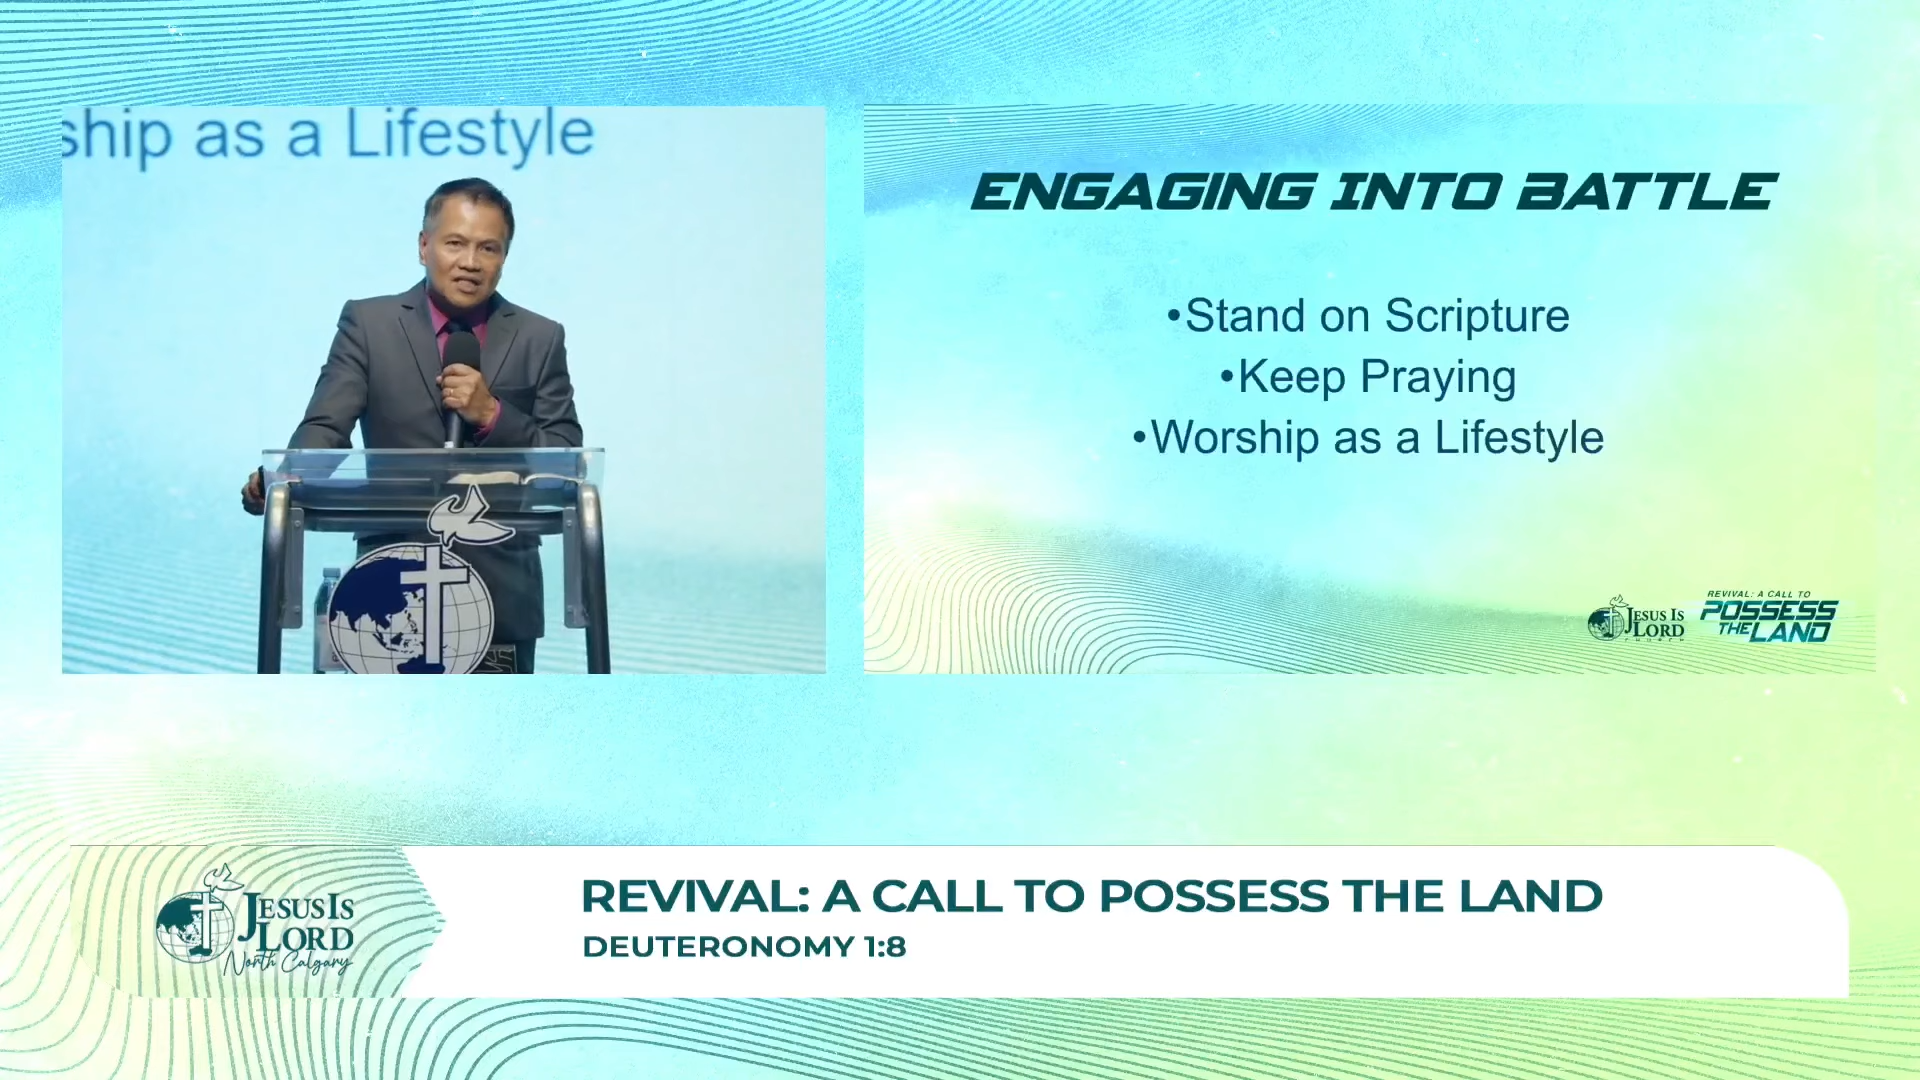 ship as a Lifestyle
ENGAGING INTO BATTLE
•Stand on Scripture
•Keep Praying
•Worship as a Lifestyle
JESUS IS
LORD
CHURCH
REVIVAL: A CALL TO
POSSESS
THE LAND
JESUS IS
LORD
North Calgary
REVIVAL: A CALL TO POSSESS THE LAND
DEUTERONOMY 1:8